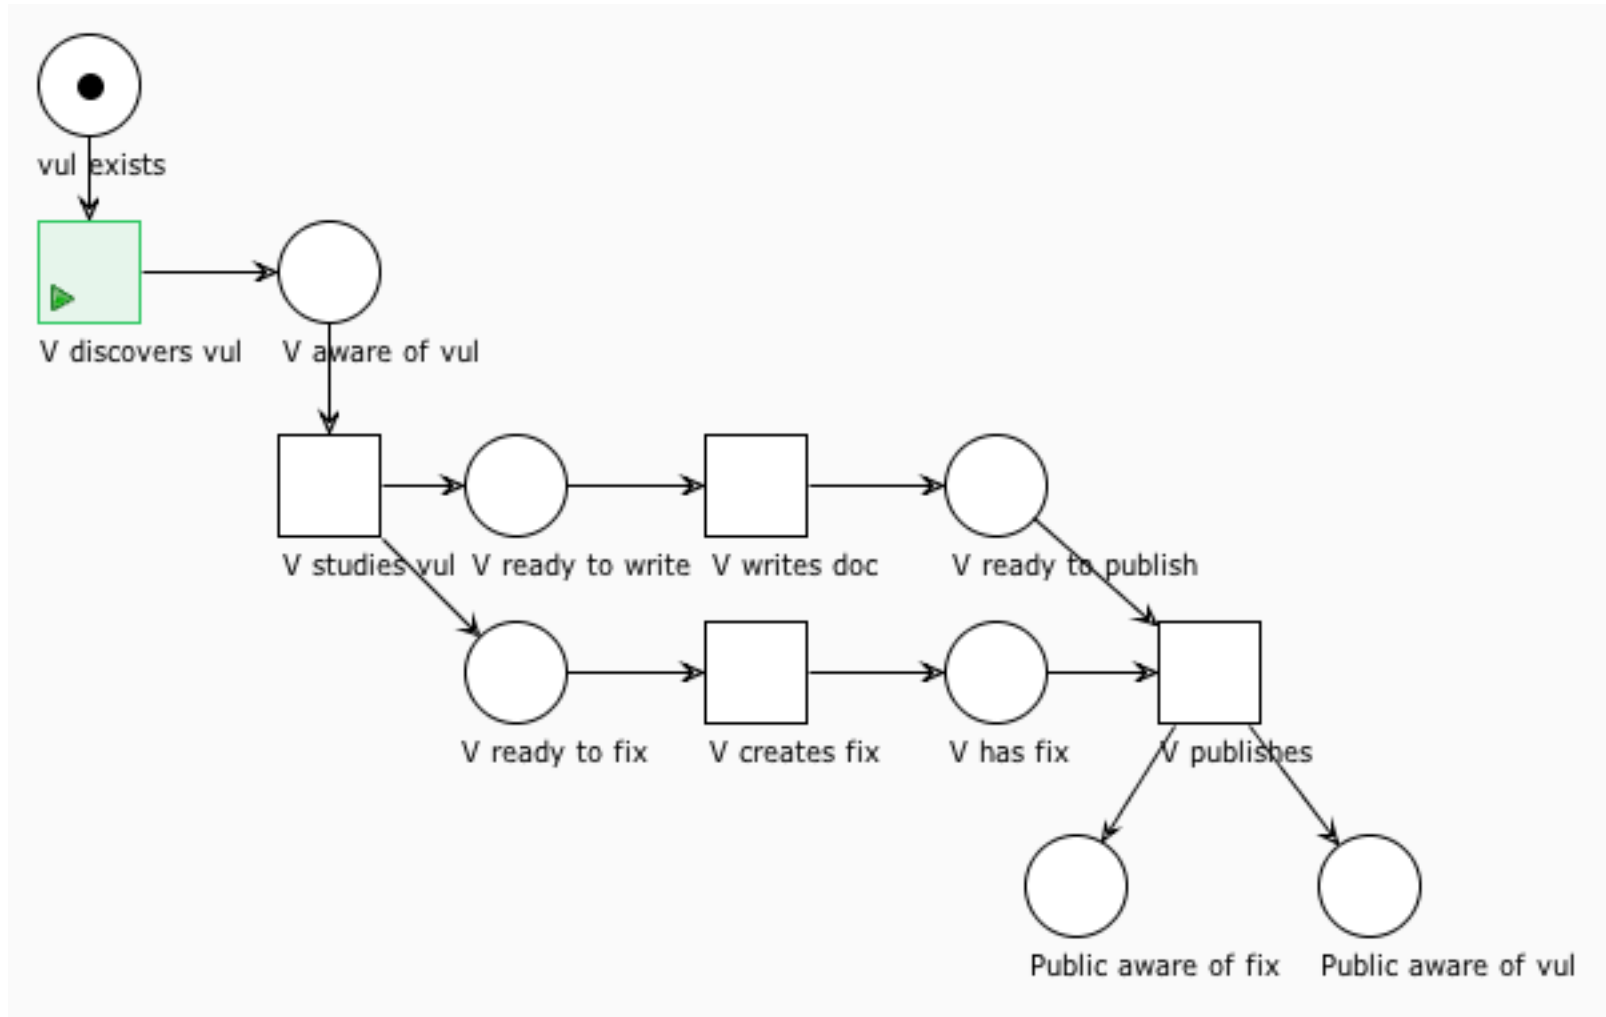 vul exists
V discovers vul
V aware of vul
V studies vul
V ready to write
V writes doc
V ready to publish
V ready to fix
V creates fix
V has fix
V publishes
Public aware of fix
Public aware of vul